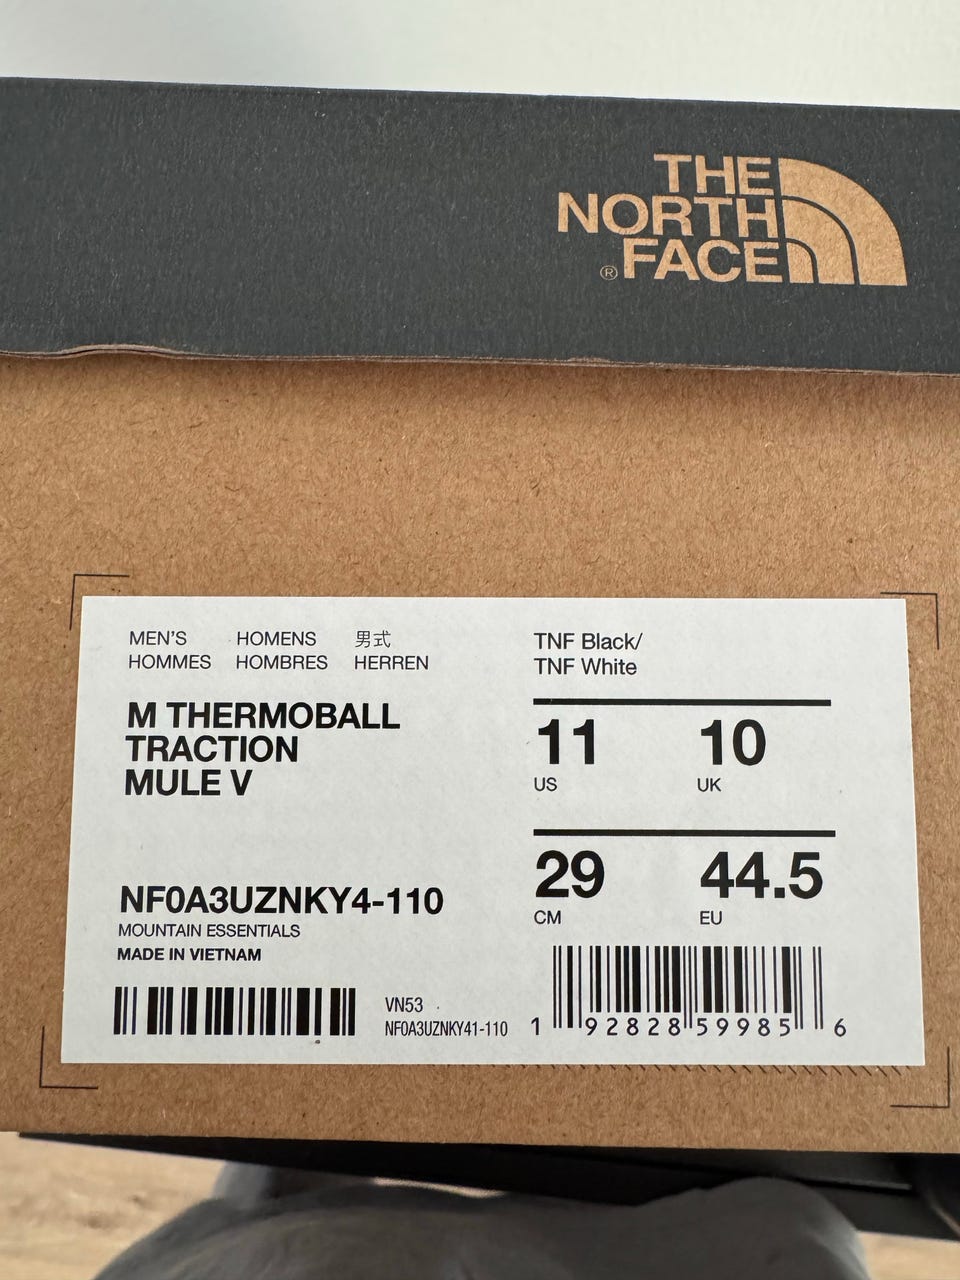 THE
NORTH
® FACE
MEN'S HOMENS 男式
HOMMES HOMBRES HERREN
M THERMOBALL
TRACTION
MULE V
NF0A3UZNKY4-110
MOUNTAIN ESSENTIALS
MADE IN VIETNAM
VN53
NF0A3UZNKY41-110
TNF Black/
TNF White
11 10
US UK
29 44.5
CM EU
1 92828 59985 6